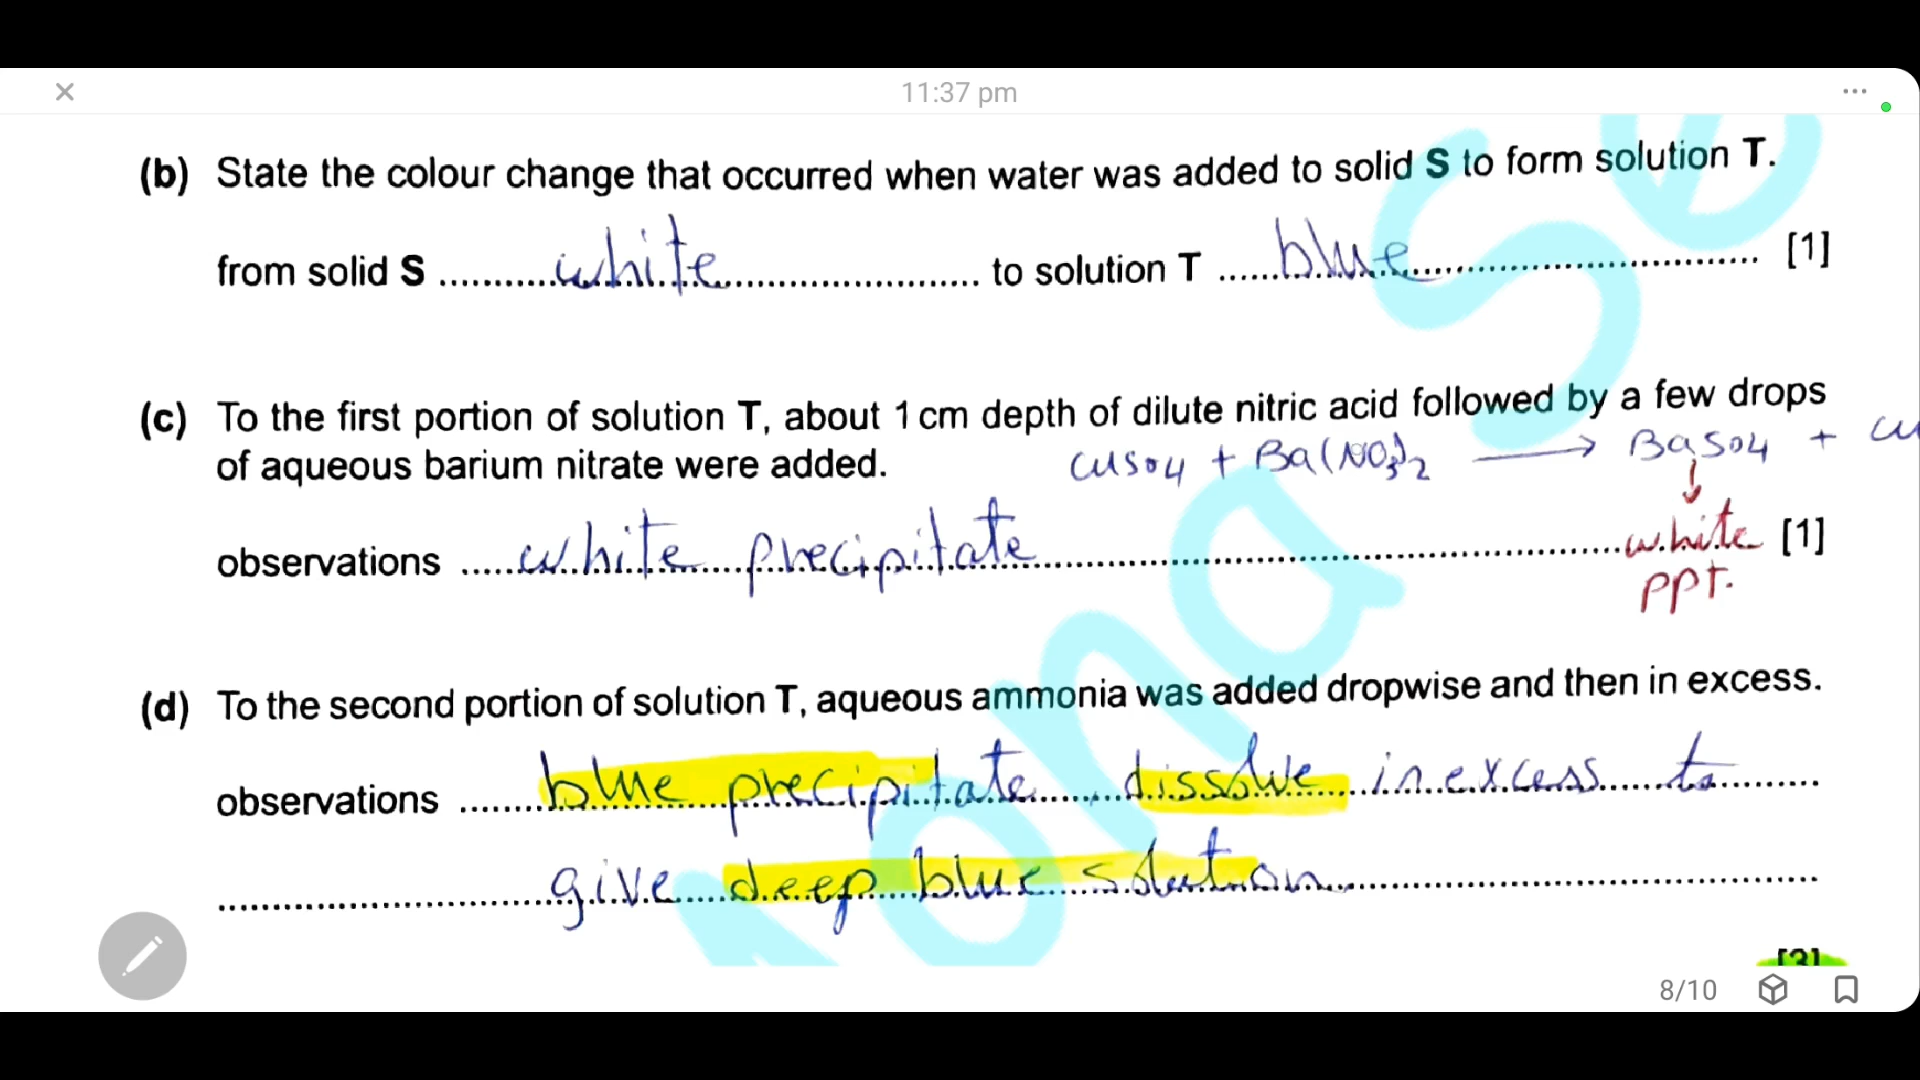 11:37 pm
(b) State the colour change that occurred when water was added to solid S to form solution T.
from solid S ..........white.......... to solution T ......blue.......... [1]
(c) To the first portion of solution T, about 1 cm depth of dilute nitric acid followed by a few drops
of aqueous barium nitrate were added. CuSO4 + Ba(NO3)2 → BaSO4 + Cu
observations ......white precipitate.......... white [1]
ppt.
(d) To the second portion of solution T, aqueous ammonia was added dropwise and then in excess.
observations ......blue precipitate dissolve in excess to......
give deep blue solution
[3]
8/10